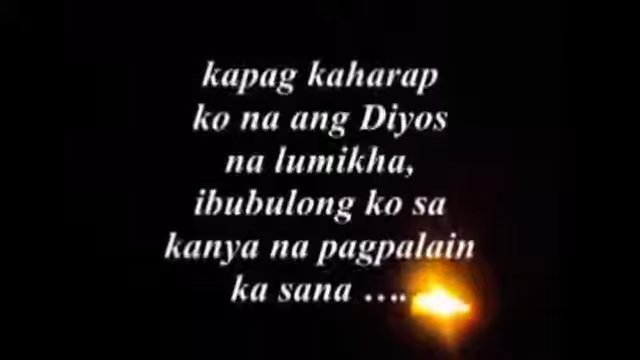 kapag kaharap
ko na ang Diyos
na lumikha,
ibubulong ko sa
kanya na pagpalain
ka sana ....